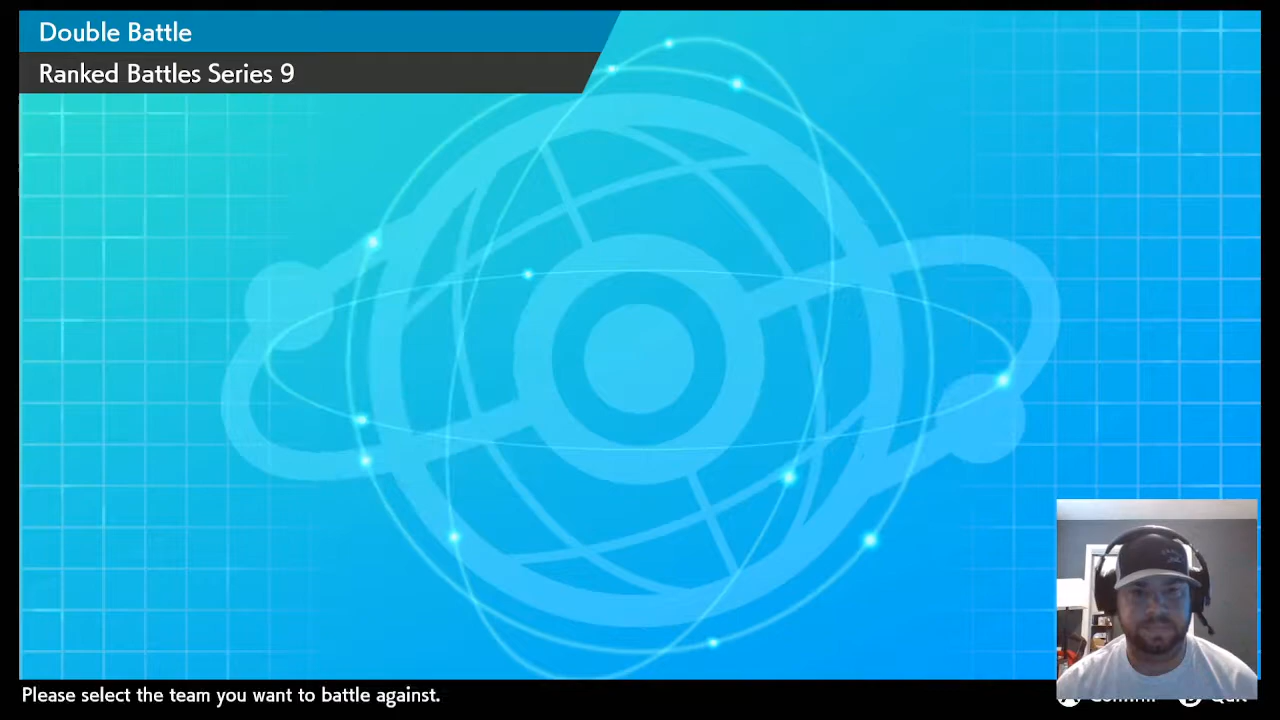 Double Battle
Ranked Battles Series 9
Please select the team you want to battle against.